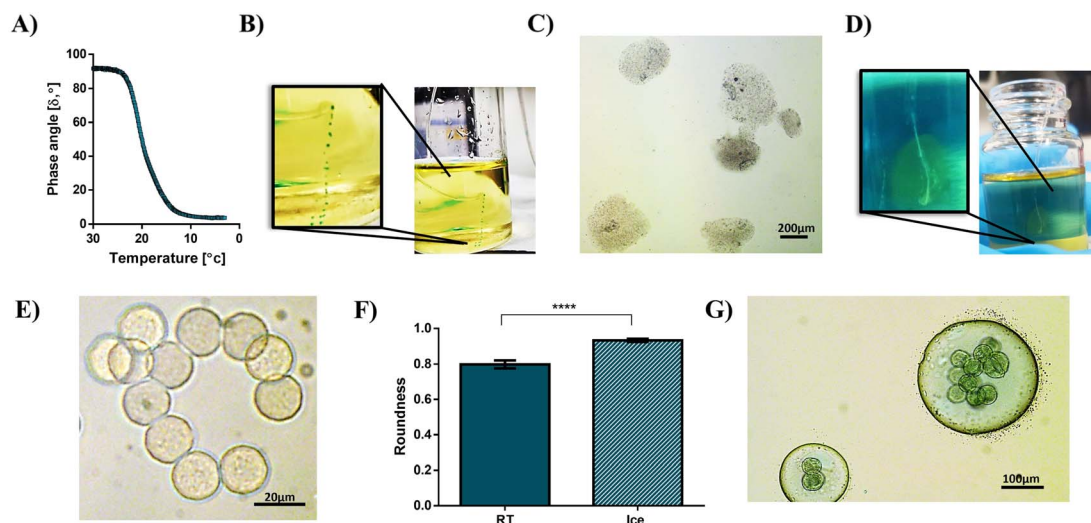 A)
B)
C)
D)
Phase angle [δ,°]
100
80
60
40
20
0
30 20 10 0
Temperature [°c]
200µm
E)
F)
G)
20µm
****
Roundness
1.0
0.8
0.6
0.4
0.2
0.0
RT Ice
100µm